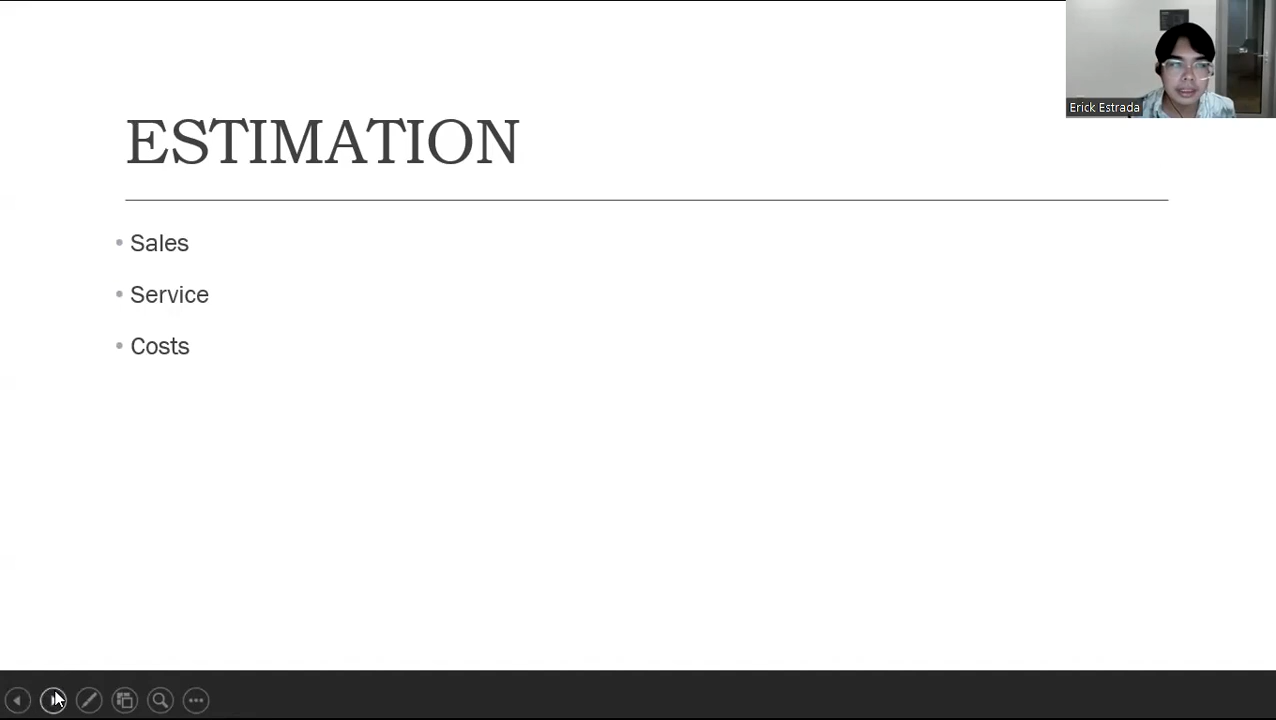 ESTIMATION
Erick Estrada
• Sales
• Service
• Costs